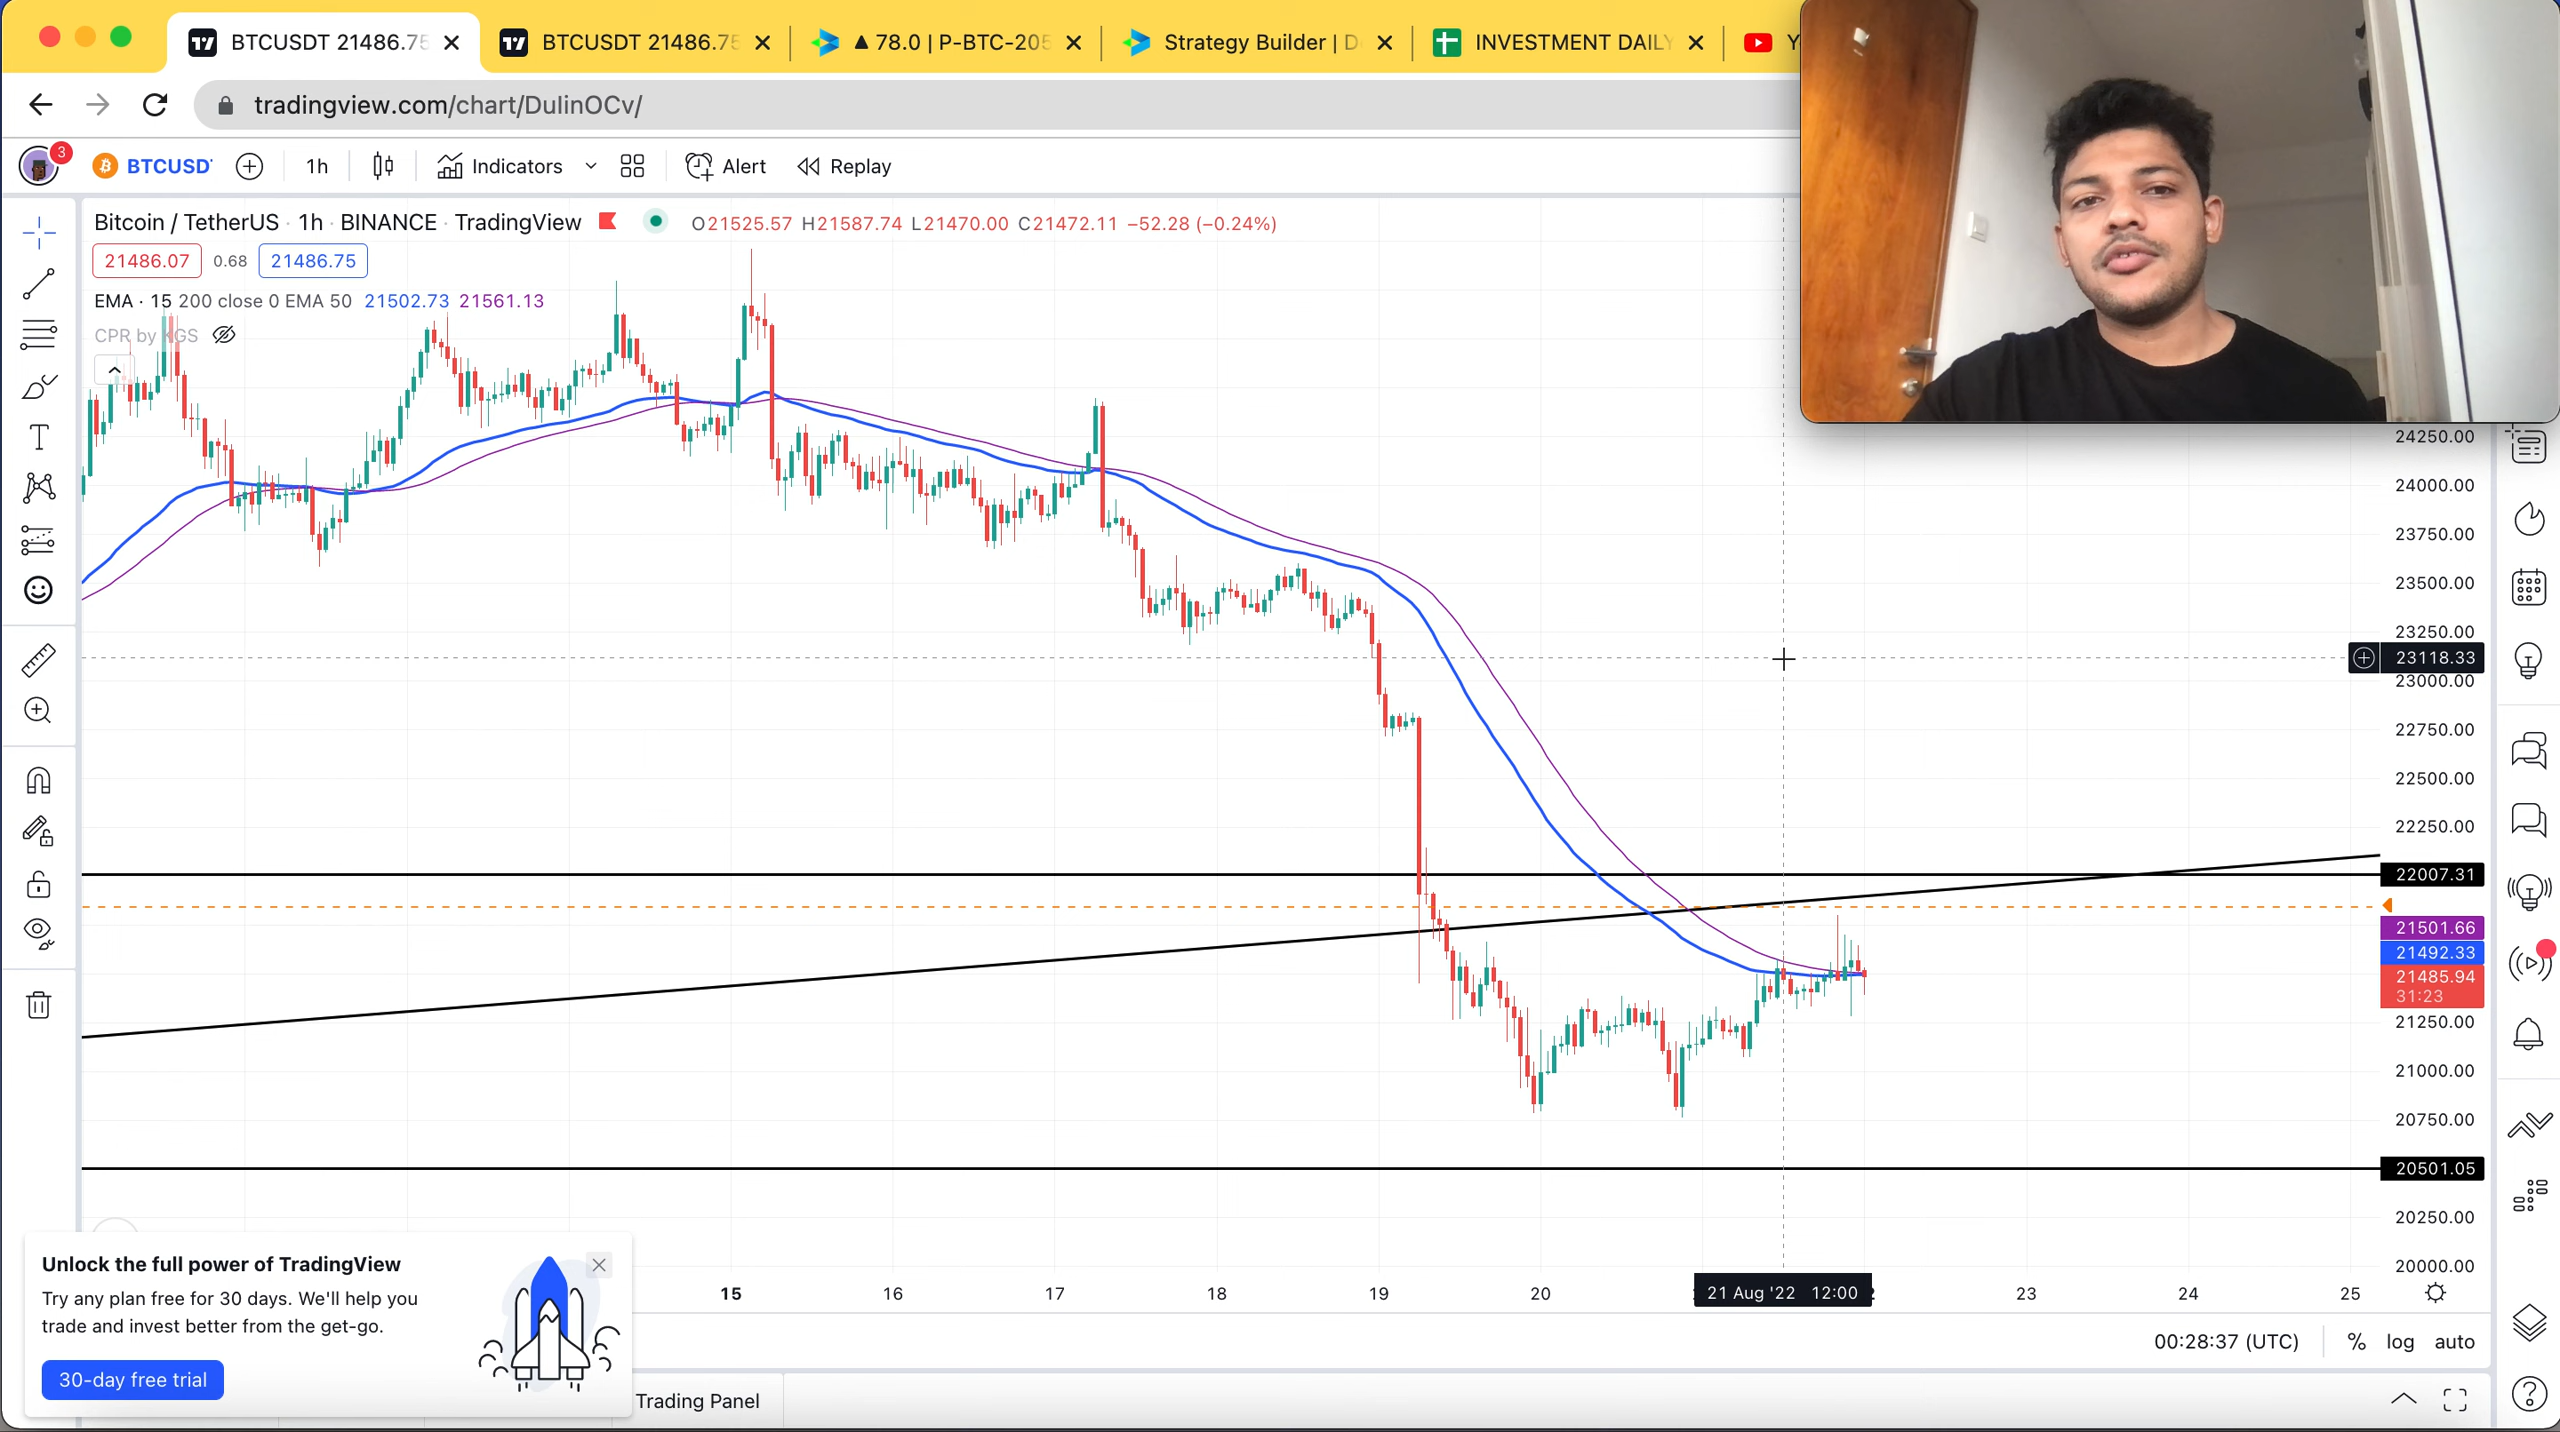 BTCUSDT 21486.75
BTCUSDT 21486.75
▲ 78.0 | P-BTC-205
Strategy Builder | D
INVESTMENT DAILY
Y
tradingview.com/chart/DulinOCv/
3
BTCUSD
1h
Indicators
Alert
Replay
Bitcoin / TetherUS · 1h · BINANCE · TradingView
O21525.57 H21587.74 L21470.00 C21472.11 −52.28 (−0.24%)
21486.07
0.68
21486.75
EMA · 15 200 close 0 EMA 50 21502.73 21561.13
CPR by KGS
24250.00
24000.00
23750.00
23500.00
23250.00
23118.33
23000.00
22750.00
22500.00
22250.00
22007.31
21501.66
21492.33
21485.94
31:23
21250.00
21000.00
20750.00
20501.05
20250.00
20000.00
15
16
17
18
19
20
21 Aug '22 12:00
23
24
25
Unlock the full power of TradingView
Try any plan free for 30 days. We'll help you
trade and invest better from the get-go.
30-day free trial
00:28:37 (UTC)
%
log
auto
Trading Panel